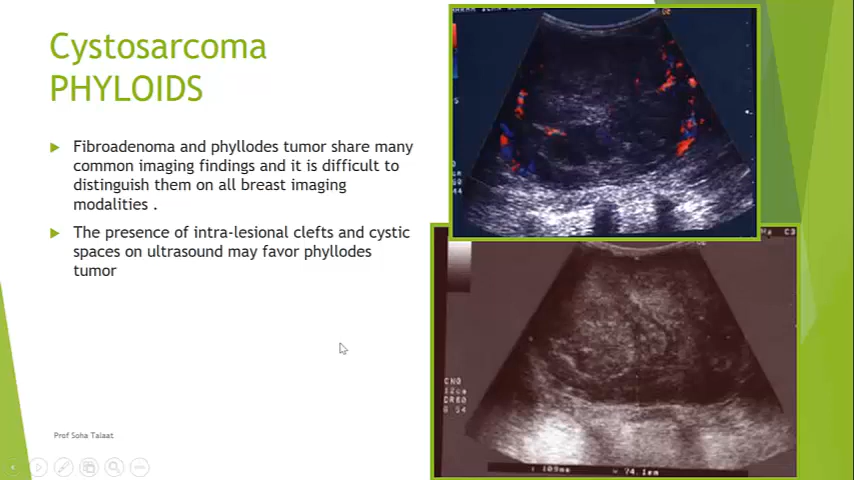 Cystosarcoma
PHYLOIDS
Fibroadenoma and phyllodes tumor share many
common imaging findings and it is difficult to
distinguish them on all breast imaging
modalities .
The presence of intra-lesional clefts and cystic
spaces on ultrasound may favor phyllodes
tumor
Prof Soha Talaat